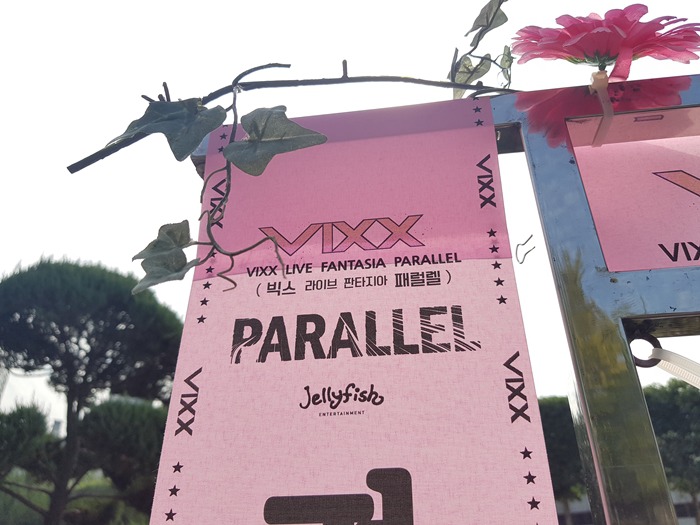 VIXX
VIXX
VIXX
VIXX LIVE FANTASIA PARALLEL
( 빅스 라이브 판타지아 패럴렐 )
PARALLEL
Jellyfish
ENTERTAINMENT
VIXX
VIXX